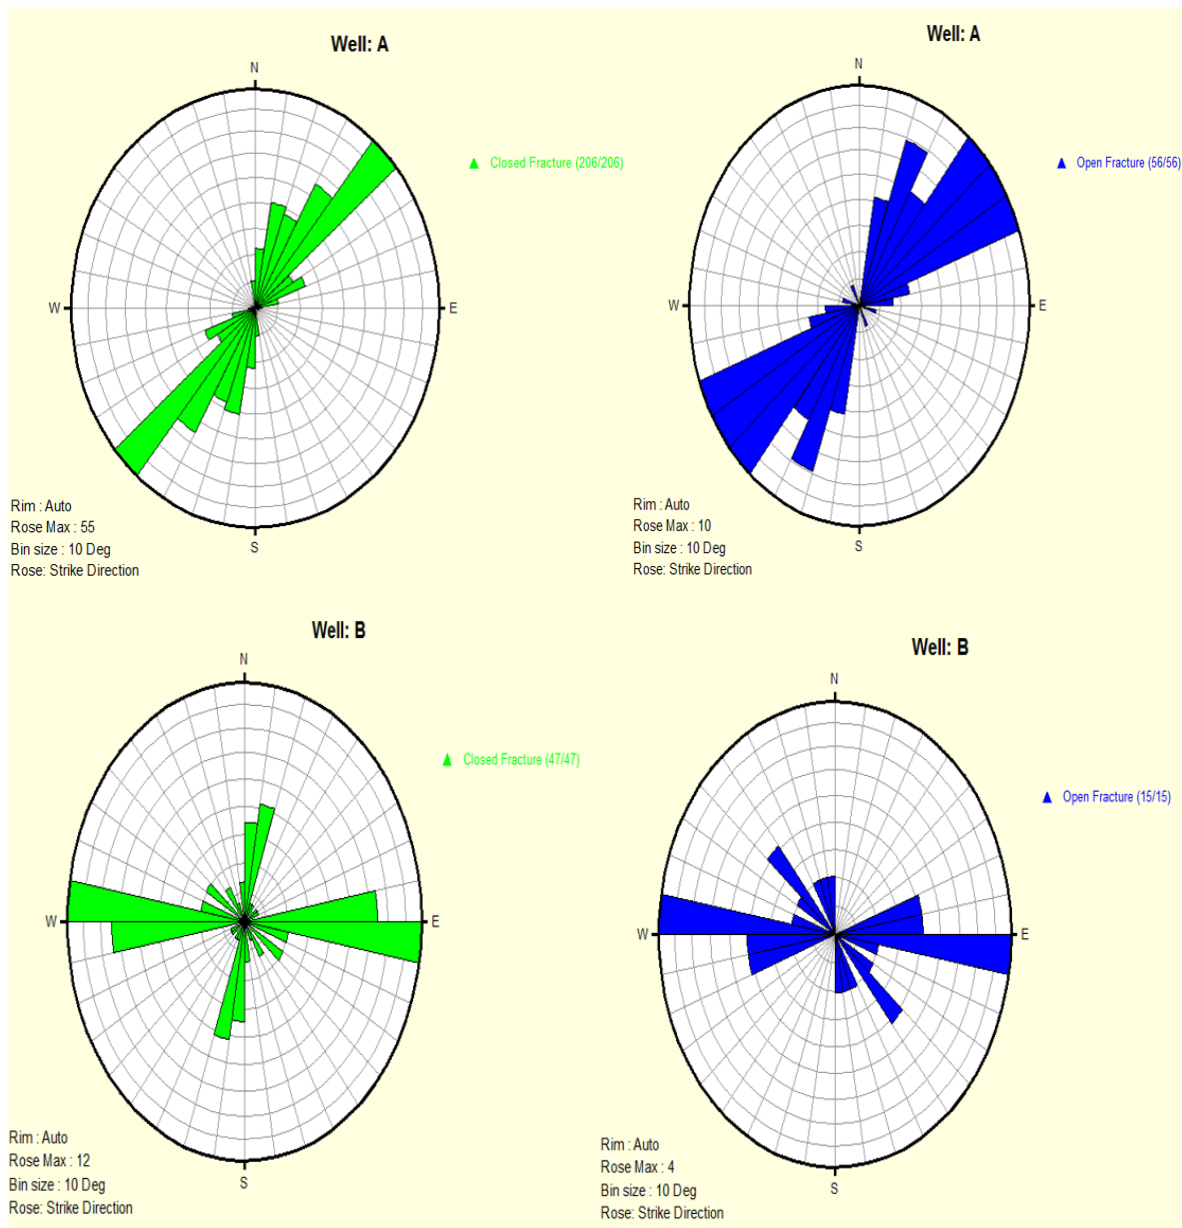 Well: A
N
W
E
S
Closed Fracture (206/206)
Rim : Auto
Rose Max : 55
Bin size : 10 Deg
Rose: Strike Direction
Well: A
N
W
E
S
Open Fracture (56/56)
Rim : Auto
Rose Max : 10
Bin size : 10 Deg
Rose: Strike Direction
Well: B
N
W
E
S
Closed Fracture (47/47)
Rim : Auto
Rose Max : 12
Bin size : 10 Deg
Rose: Strike Direction
Well: B
N
W
E
S
Open Fracture (15/15)
Rim : Auto
Rose Max : 4
Bin size : 10 Deg
Rose: Strike Direction